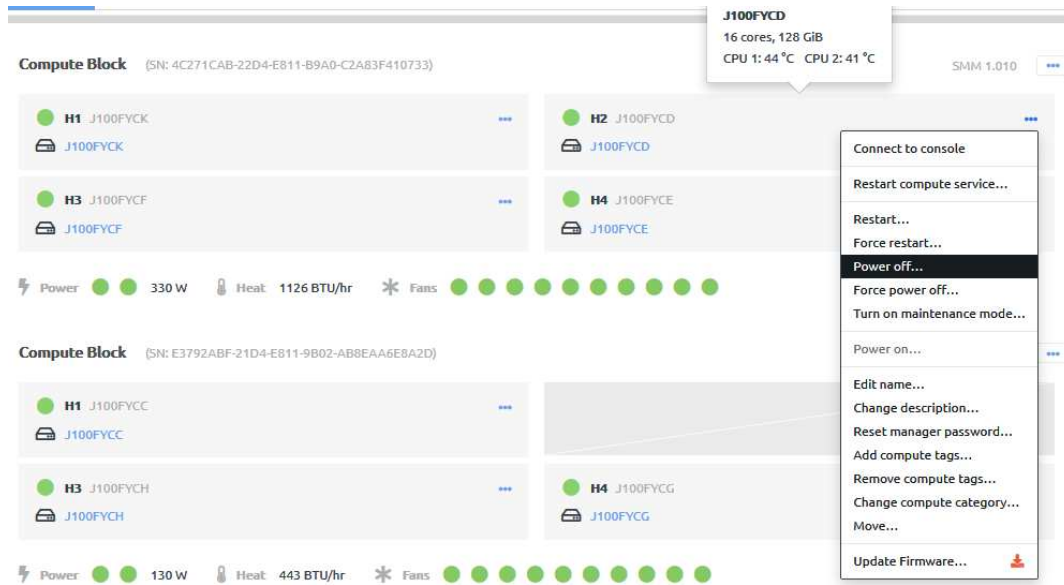 J100FYCD
16 cores, 128 GiB
CPU 1: 44 °C CPU 2: 41 °C
Compute Block (SN: 4C271CAB-22D4-E811-B9A0-C2A83F410733)
SMM 1.010
H1 J100FYCK
J100FYCK
H2 J100FYCD
J100FYCD
H3 J100FYCF
J100FYCF
H4 J100FYCE
J100FYCE
Power 330 W Heat 1126 BTU/hr Fans
Connect to console
Restart compute service...
Restart...
Force restart...
Power off...
Force power off...
Turn on maintenance mode...
Power on...
Edit name...
Change description...
Reset manager password...
Add compute tags...
Remove compute tags...
Change compute category...
Move...
Update Firmware...
Compute Block (SN: E3792ABF-21D4-E811-9B02-AB8EAA6E8A2D)
H1 J100FYCC
J100FYCC
H3 J100FYCH
J100FYCH
H4 J100FYCG
J100FYCG
Power 130 W Heat 443 BTU/hr Fans